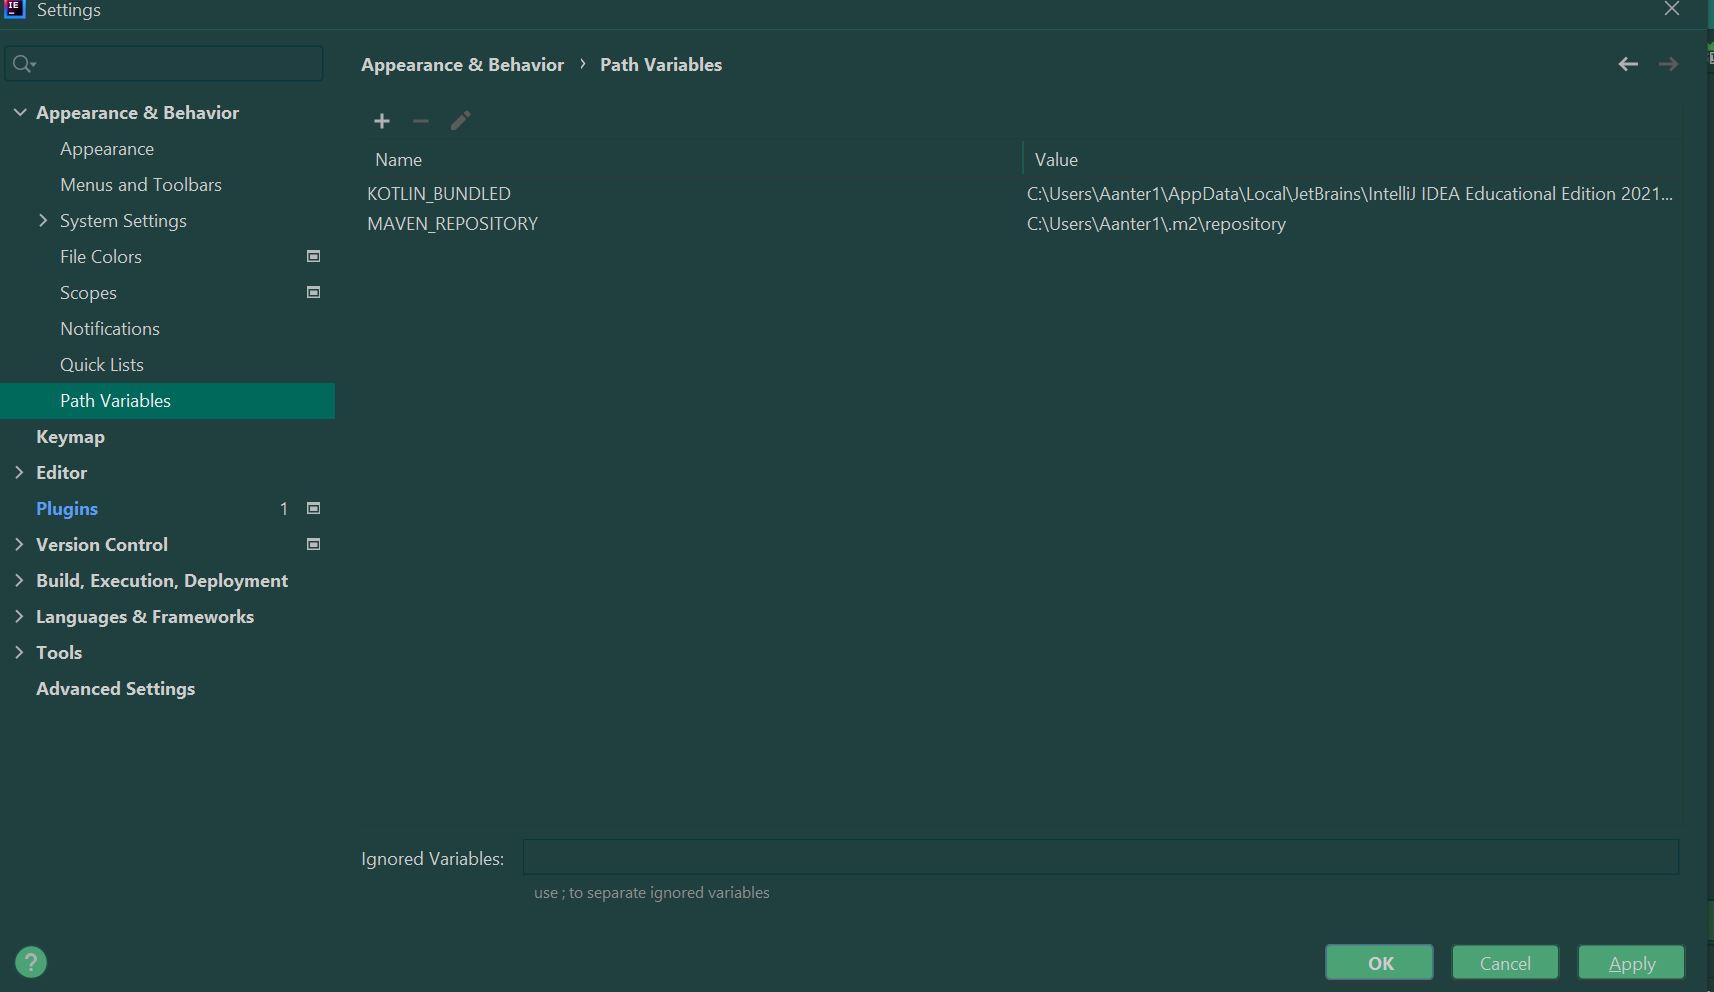 IE
Settings
Appearance & Behavior › Path Variables
Appearance & Behavior
Appearance
Menus and Toolbars
System Settings
File Colors
Scopes
Notifications
Quick Lists
Path Variables
Keymap
Editor
Plugins 1
Version Control
Build, Execution, Deployment
Languages & Frameworks
Tools
Advanced Settings
Name Value
KOTLIN_BUNDLED C:\Users\Aanter1\AppData\Local\JetBrains\IntelliJ IDEA Educational Edition 2021...
MAVEN_REPOSITORY C:\Users\Aanter1\.m2\repository
Ignored Variables:
use ; to separate ignored variables
?
OK Cancel Apply